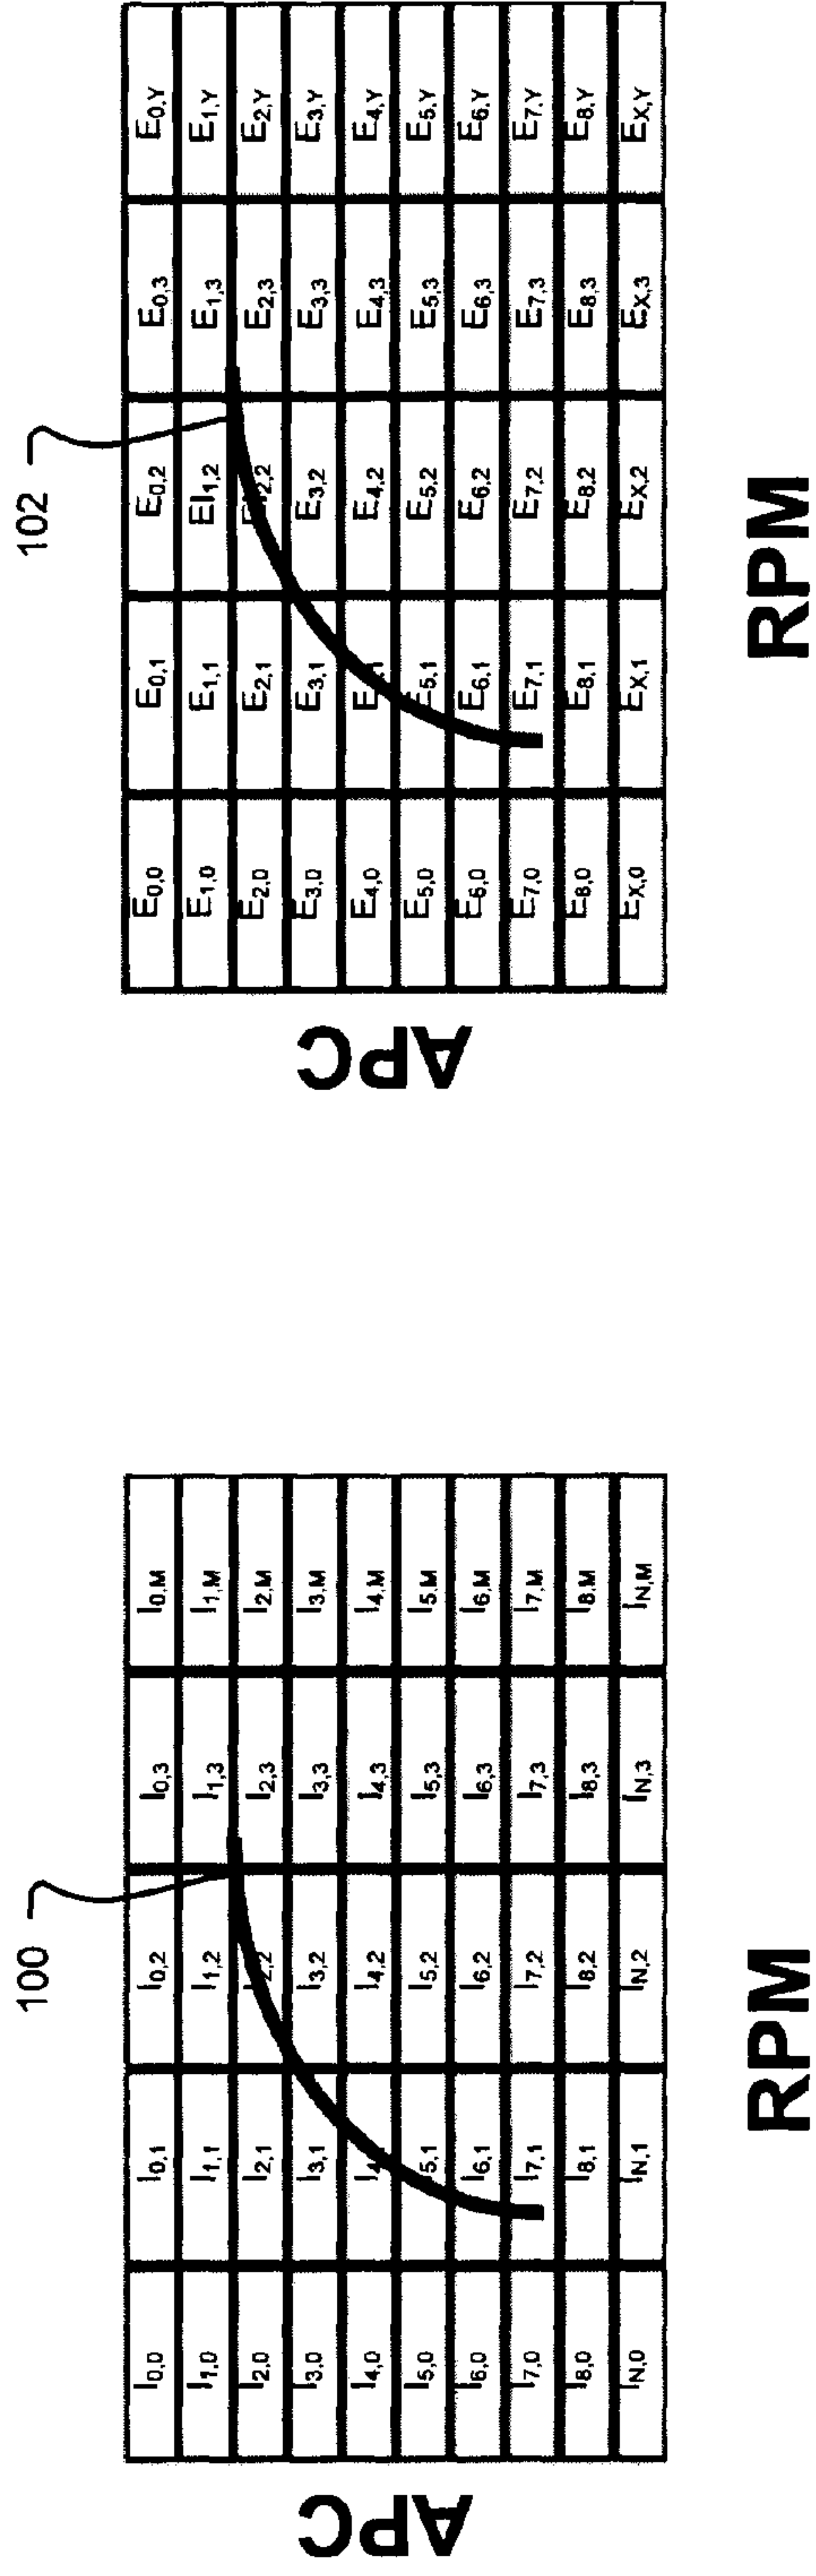 100
I0,0 I0,1 I0,2 I0,3 I0,M
I1,0 I1,1 I1,2 I1,3 I1,M
I2,0 I2,1 I2,3 I2,M
I3,0 I3,1 I3,2 I3,3 I3,M
I4,0 I4,2 I4,3 I4,M
I5,0 I5,1 I5,2 I5,3 I5,M
I6,0 I6,1 I6,2 I6,3 I6,M
I7,0 I7,1 I7,2 I7,3 I7,M
I8,0 I8,1 I8,2 I8,3 I8,M
IN,0 IN,1 IN,2 IN,3 IN,M
APC
RPM
102
E0,0 E0,1 E0,2 E0,3 E0,Y
E1,0 E1,1 EI1,2 E1,3 E1,Y
E2,0 E2,1 E2,3 E2,Y
E3,0 E3,1 E3,2 E3,3 E3,Y
E4,0 E4,2 E4,3 E4,Y
E5,0 E5,1 E5,2 E5,3 E5,Y
E6,0 E6,1 E6,2 E6,3 E6,Y
E7,0 E7,1 E7,2 E7,3 E7,Y
E8,0 E8,1 E8,2 E8,3 E8,Y
EX,0 EX,1 EX,2 EX,3 EX,Y
APC
RPM